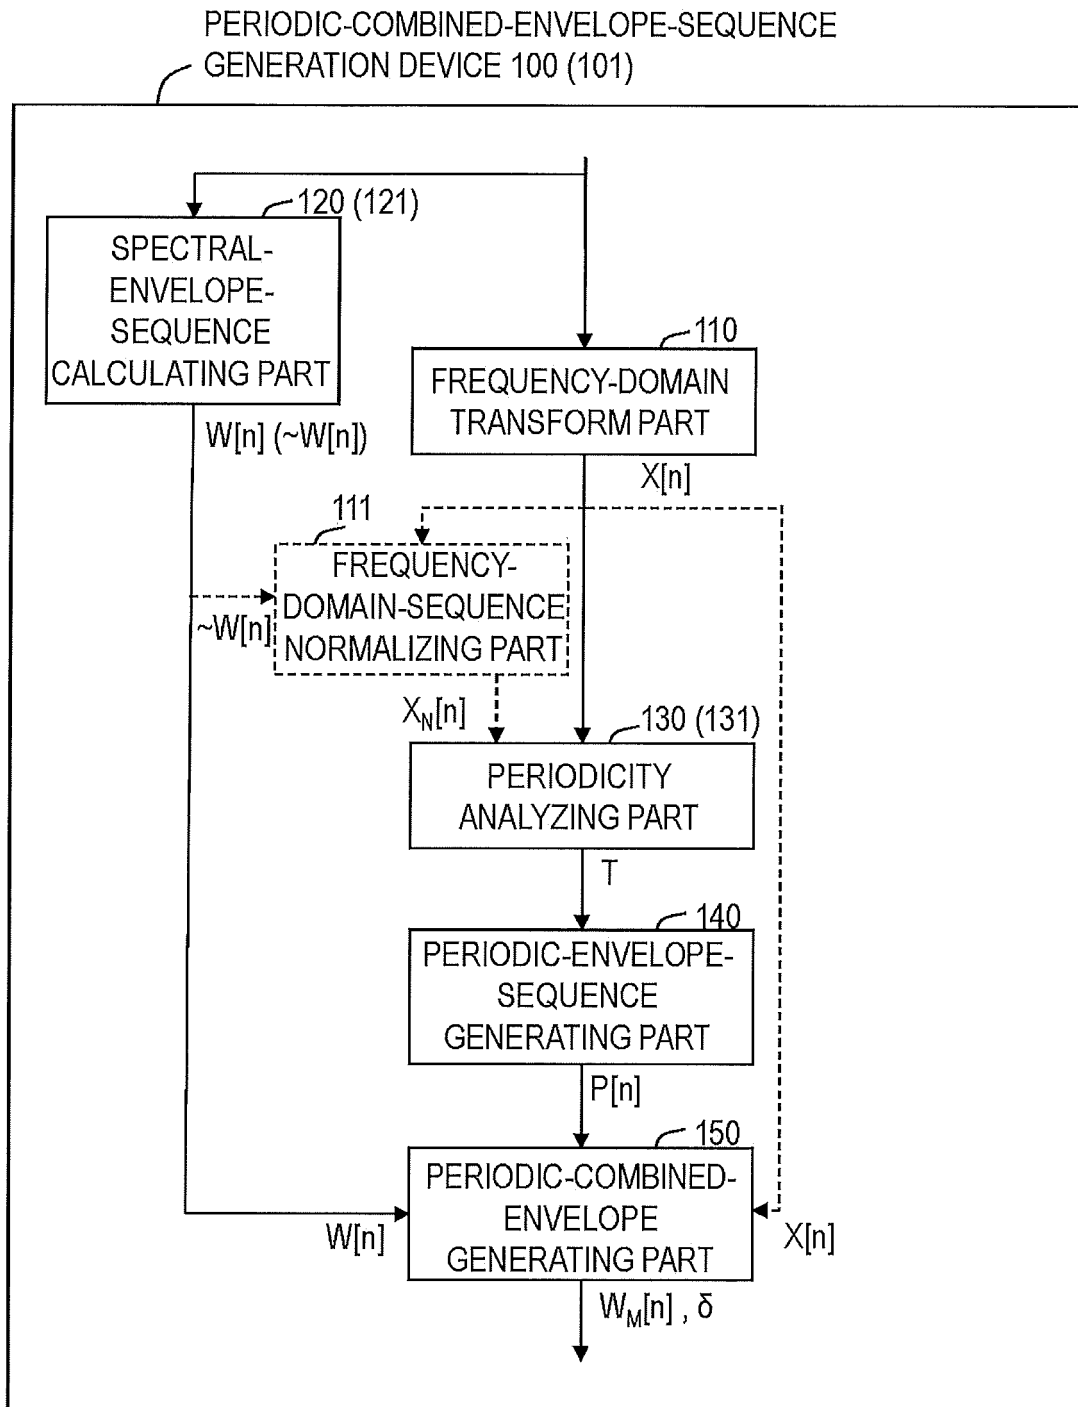 PERIODIC-COMBINED-ENVELOPE-SEQUENCE
GENERATION DEVICE 100 (101)
120 (121)
SPECTRAL-
ENVELOPE-
SEQUENCE
CALCULATING PART
W[n] (~W[n])
110
FREQUENCY-DOMAIN
TRANSFORM PART
X[n]
111
FREQUENCY-
DOMAIN-SEQUENCE
NORMALIZING PART
~W[n]
X_N[n]
130 (131)
PERIODICITY
ANALYZING PART
T
140
PERIODIC-ENVELOPE-
SEQUENCE
GENERATING PART
P[n]
150
PERIODIC-COMBINED-
ENVELOPE
GENERATING PART
W[n]
X[n]
W_M[n] , δ